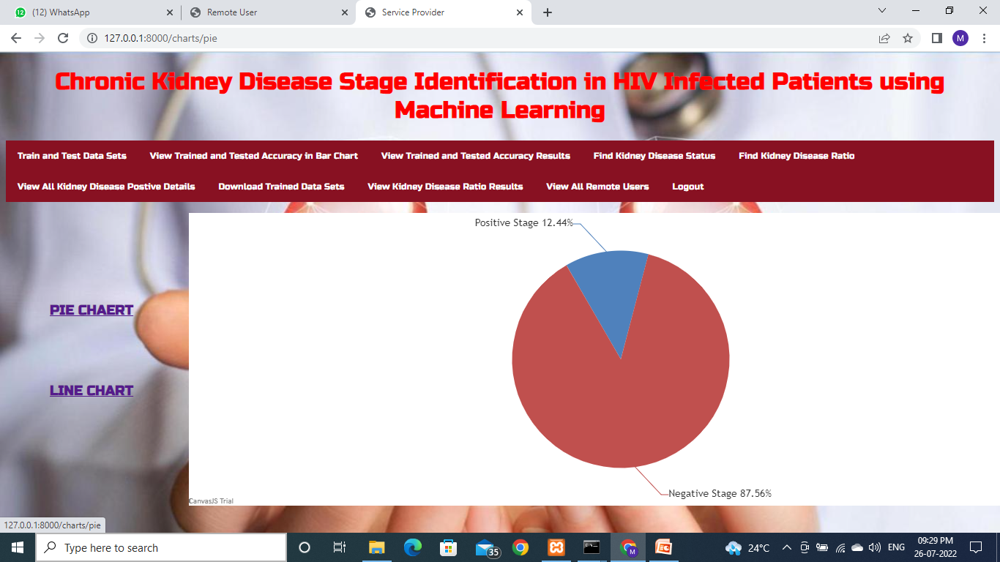 (12) WhatsApp
Remote User
Service Provider
127.0.0.1:8000/charts/pie
M
Chronic Kidney Disease Stage Identification in HIV Infected Patients using
Machine Learning
Train and Test Data Sets View Trained and Tested Accuracy in Bar Chart View Trained and Tested Accuracy Results Find Kidney Disease Status Find Kidney Disease Ratio
View All Kidney Disease Postive Details Download Trained Data Sets View Kidney Disease Ratio Results View All Remote Users Logout
Positive Stage 12.44%
PIE CHAERT
LINE CHART
Negative Stage 87.56%
CanvasJS Trial
127.0.0.1:8000/charts/pie
Type here to search
35
M
24°C
ENG
09:29 PM
26-07-2022